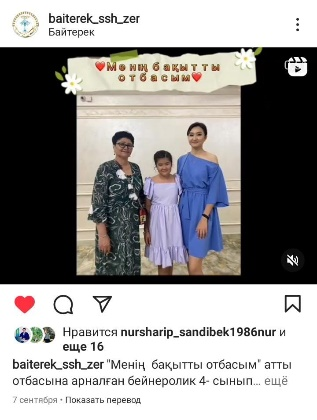 baiterek_ssh_zer
Байтерек
❤️Менің бақытты
отбасым❤️
Нравится nursharip_sandibek1986nur и
еще 16
baiterek_ssh_zer "Менің бақытты отбасым" атты
отбасына арналған бейнеролик 4- сынып... ещё
7 сентября • Показать перевод